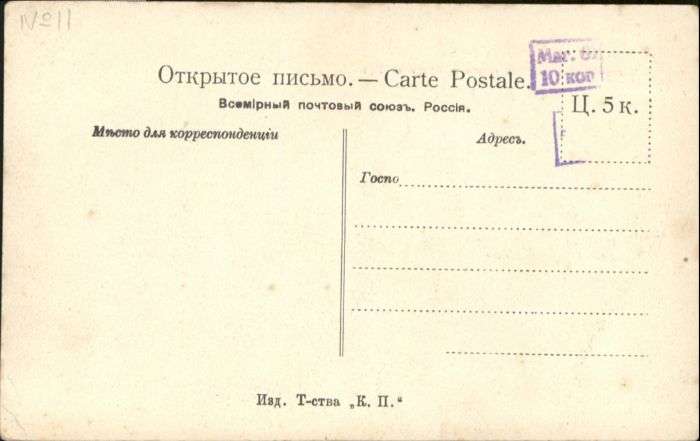 №11
Маг.
10 коп
Открытое письмо. — Carte Postale.
Ц. 5 к.
Всемірный почтовый союзъ. Россія.
Мѣсто для корреспонденціи
Адресъ.
Госпо
Изд. Т-ства „К. П.“